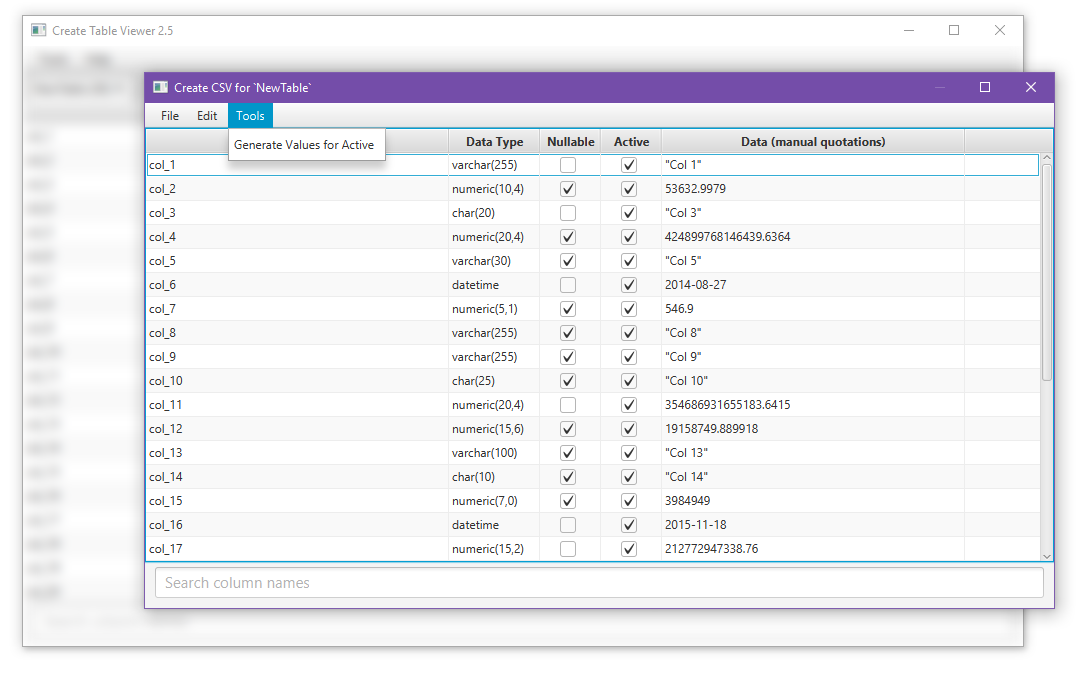 Create Table Viewer 2.5
Create CSV for `NewTable`
File Edit Tools
Generate Values for Active
Data Type Nullable Active Data (manual quotations)
col_1 varchar(255) "Col 1"
col_2 numeric(10,4) 53632.9979
col_3 char(20) "Col 3"
col_4 numeric(20,4) 424899768146439.6364
col_5 varchar(30) "Col 5"
col_6 datetime 2014-08-27
col_7 numeric(5,1) 546.9
col_8 varchar(255) "Col 8"
col_9 varchar(255) "Col 9"
col_10 char(25) "Col 10"
col_11 numeric(20,4) 354686931655183.6415
col_12 numeric(15,6) 19158749.889918
col_13 varchar(100) "Col 13"
col_14 char(10) "Col 14"
col_15 numeric(7,0) 3984949
col_16 datetime 2015-11-18
col_17 numeric(15,2) 212772947338.76
Search column names